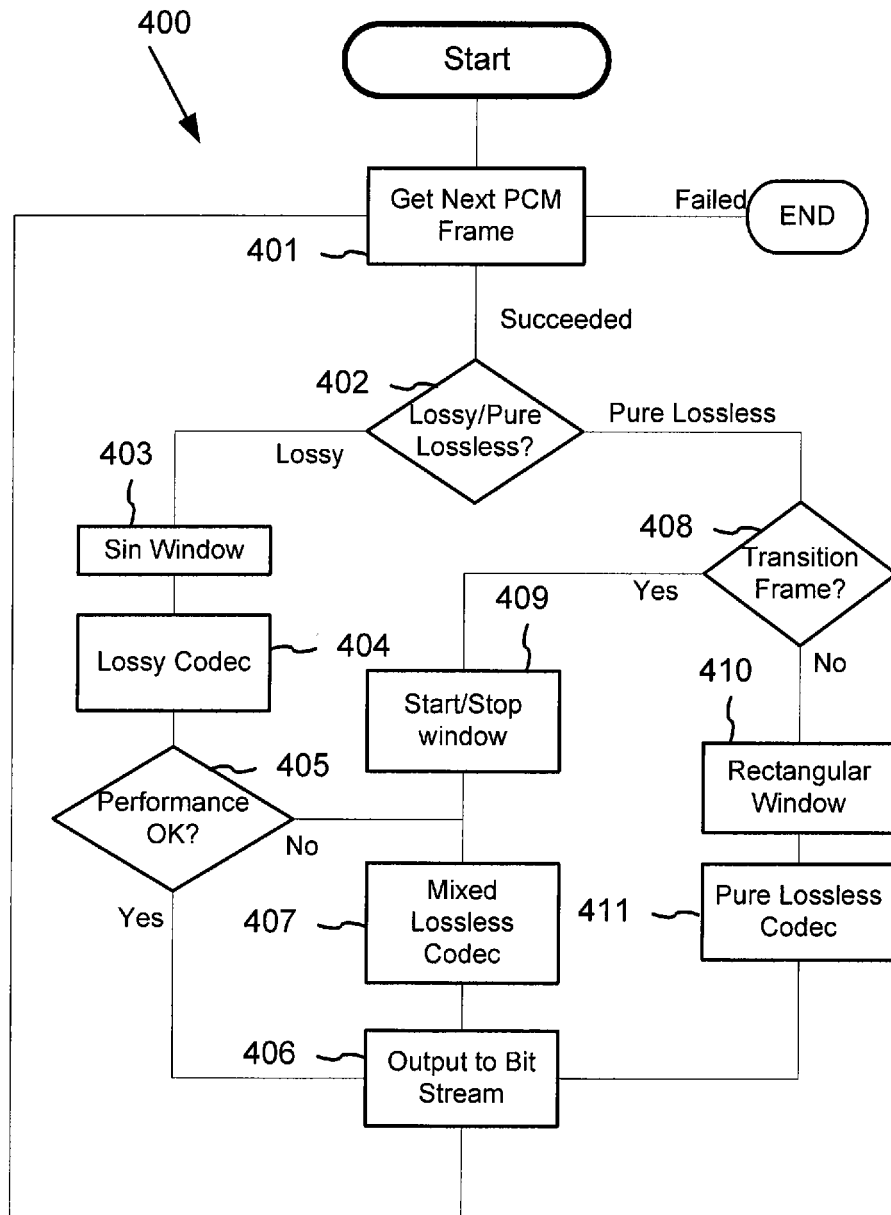 400
Start
Get Next PCM
Frame
401
Failed
END
Succeeded
402
Lossy/Pure
Lossless?
Lossy
Pure Lossless
403
Sin Window
408
Transition
Frame?
Yes
No
409
Start/Stop
window
404
Lossy Codec
410
Rectangular
Window
405
Performance
OK?
No
Yes
407
Mixed
Lossless
Codec
411
Pure Lossless
Codec
406
Output to Bit
Stream